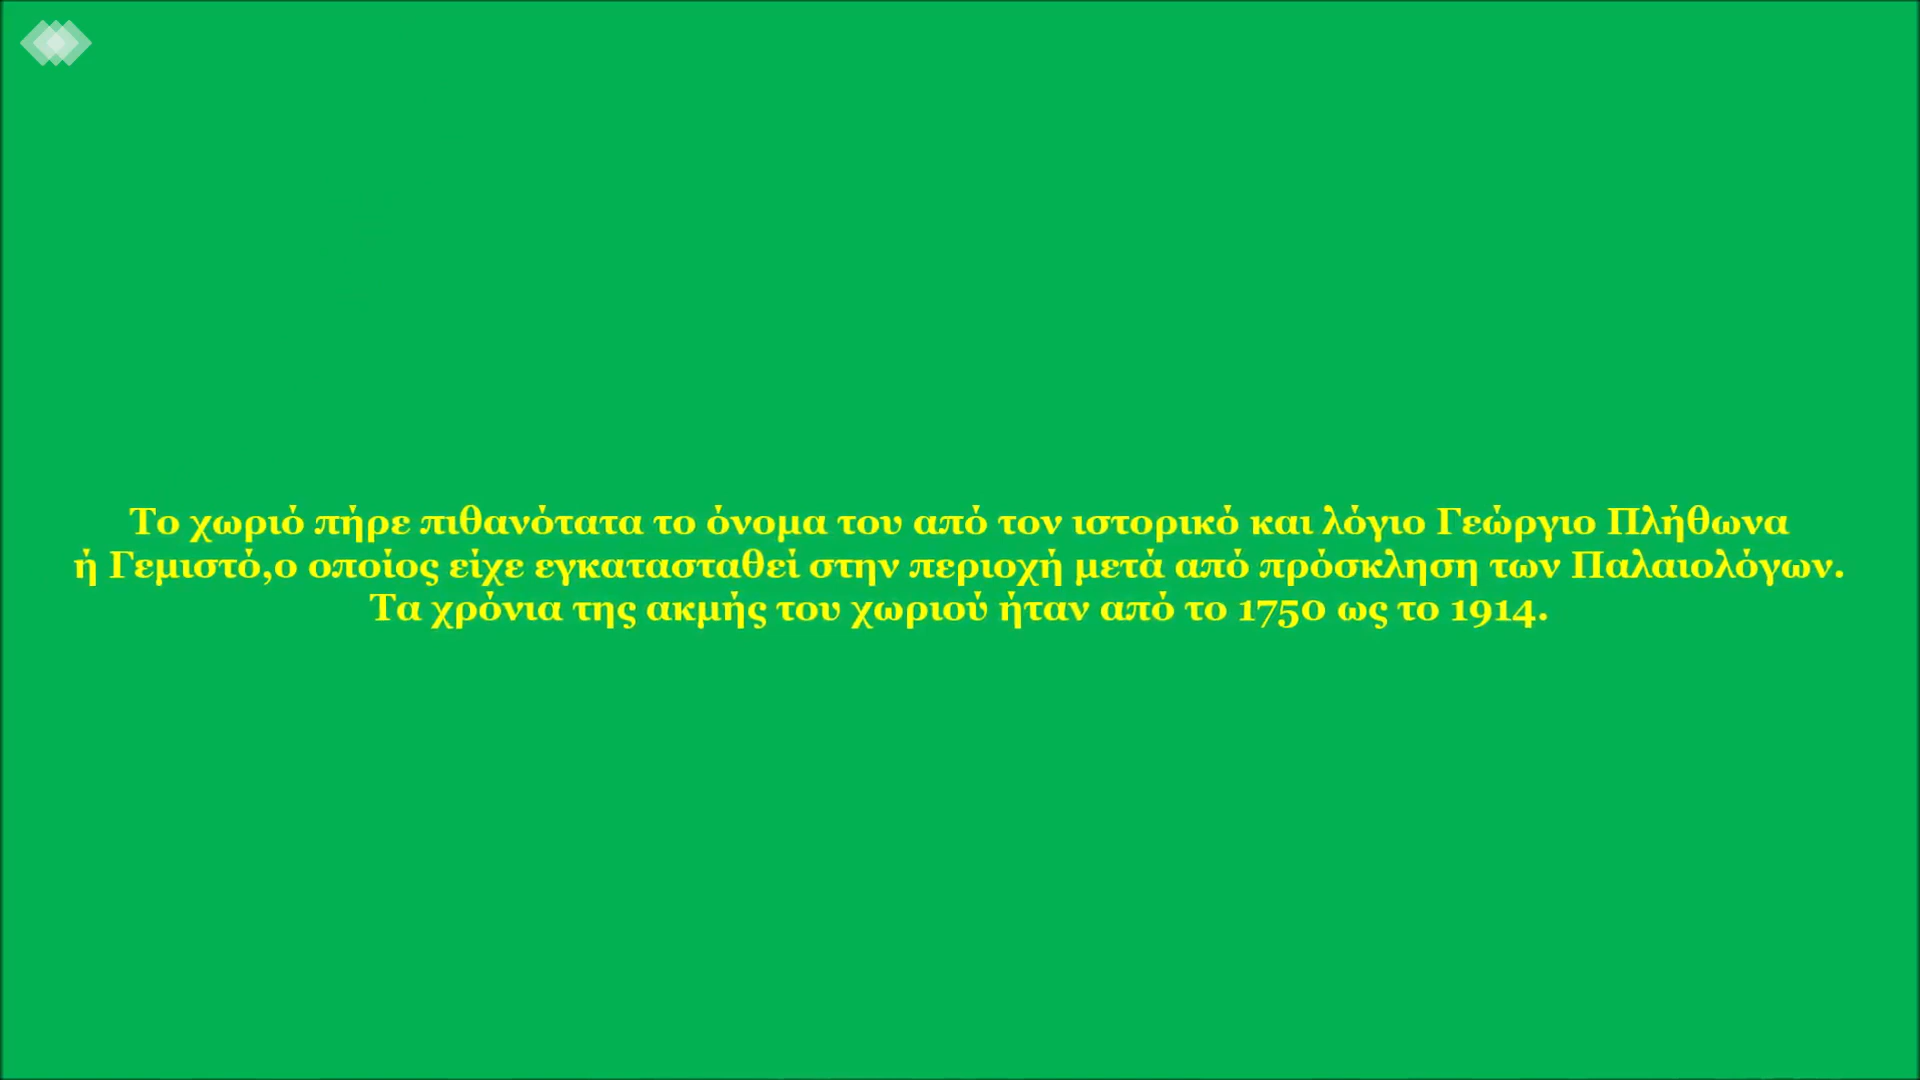 Το χωριό πήρε πιθανότατα το όνομα του από τον ιστορικό και λόγιο Γεώργιο Πλήθωνα
ή Γεμιστό,ο οποίος είχε εγκατασταθεί στην περιοχή μετά από πρόσκληση των Παλαιολόγων.
Τα χρόνια της ακμής του χωριού ήταν από το 1750 ως το 1914.